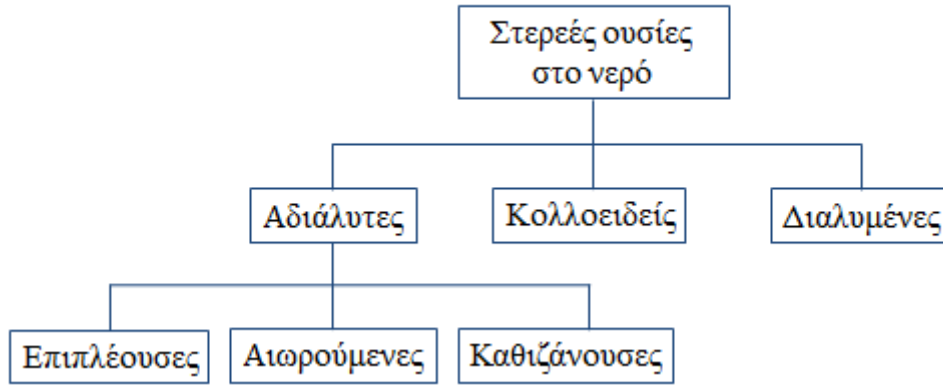 Στερεές ουσίες
στο νερό
Αδιάλυτες
Κολλοειδείς
Διαλυμένες
Επιπλέουσες
Αιωρούμενες
Καθιζάνουσες